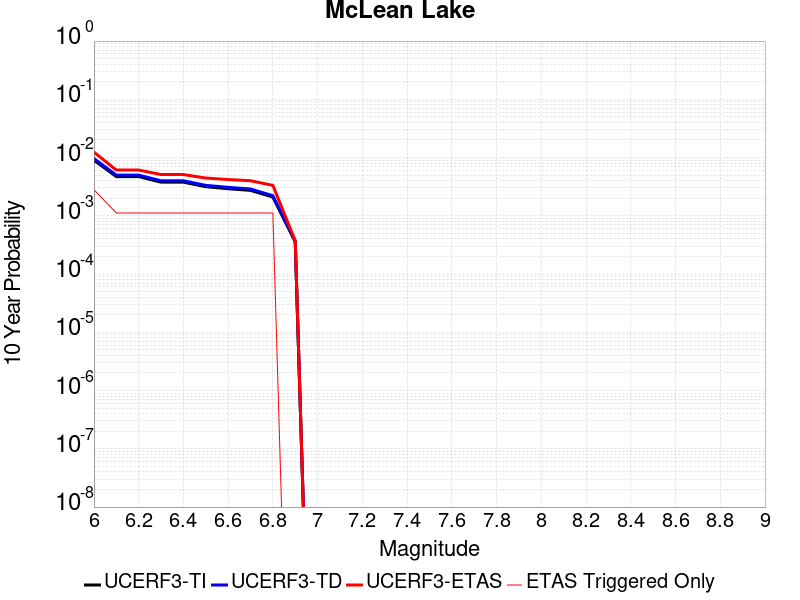 McLean Lake
10 0
10 -1
10 -2
10 -3
10 -4
10 -5
10 -6
10 -7
10 -8
10 Year Probability
6 6.2 6.4 6.6 6.8 7 7.2 7.4 7.6 7.8 8 8.2 8.4 8.6 8.8 9
Magnitude
UCERF3-TI UCERF3-TD UCERF3-ETAS ETAS Triggered Only